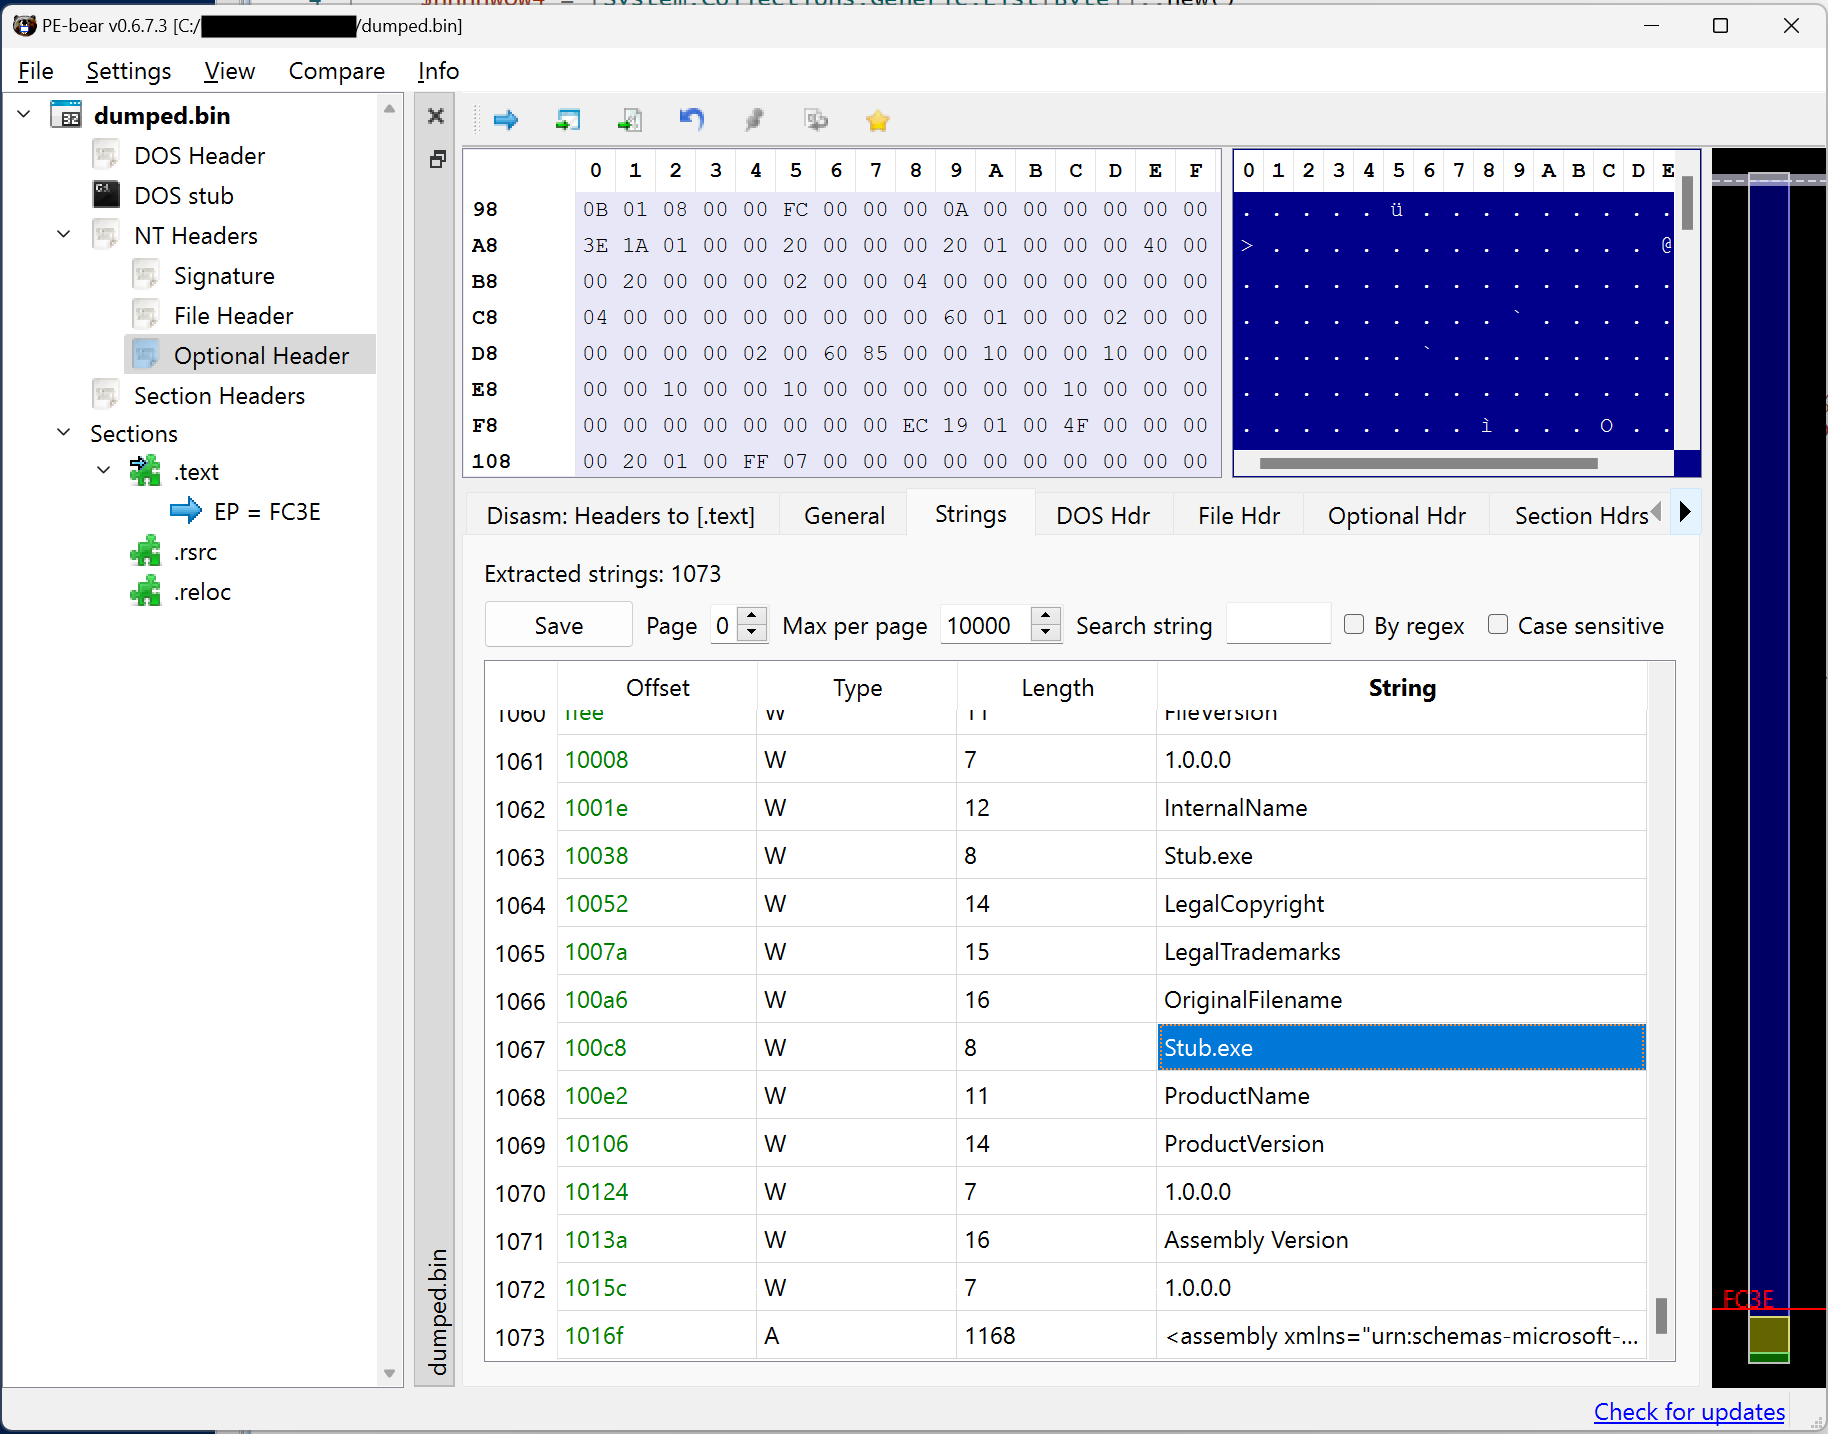 PE-bear v0.6.7.3 [C:/ /dumped.bin]
File Settings View Compare Info
dumped.bin
DOS Header
DOS stub
NT Headers
Signature
File Header
Optional Header
Section Headers
Sections
.text
EP = FC3E
.rsrc
.reloc
dumped.bin
0 1 2 3 4 5 6 7 8 9 A B C D E F
98 0B 01 08 00 00 FC 00 00 00 0A 00 00 00 00 00 00
A8 3E 1A 01 00 00 20 00 00 00 20 01 00 00 00 40 00
B8 00 20 00 00 00 02 00 00 04 00 00 00 00 00 00 00
C8 04 00 00 00 00 00 00 00 00 60 01 00 00 02 00 00
D8 00 00 00 00 02 00 60 85 00 00 10 00 00 10 00 00
E8 00 00 10 00 00 10 00 00 00 00 00 00 10 00 00 00
F8 00 00 00 00 00 00 00 00 EC 19 01 00 4F 00 00 00
108 00 20 01 00 FF 07 00 00 00 00 00 00 00 00 00 00
0 1 2 3 4 5 6 7 8 9 A B C D E
. . . . . ü . . . . . . . . .
> . . . . . . . . . . . . . @
. . . . . . . . . . . . . . .
. . . . . . . . . ` . . . . .
. . . . . . ` . . . . . . . .
. . . . . . . . . . . . . . .
. . . . . . . . ì . . . O . .
Disasm: Headers to [.text] General Strings DOS Hdr File Hdr Optional Hdr Section Hdrs
Extracted strings: 1073
Save Page 0 Max per page 10000 Search string By regex Case sensitive
Offset Type Length String
1060 ffee W 11 FileVersion
1061 10008 W 7 1.0.0.0
1062 1001e W 12 InternalName
1063 10038 W 8 Stub.exe
1064 10052 W 14 LegalCopyright
1065 1007a W 15 LegalTrademarks
1066 100a6 W 16 OriginalFilename
1067 100c8 W 8 Stub.exe
1068 100e2 W 11 ProductName
1069 10106 W 14 ProductVersion
1070 10124 W 7 1.0.0.0
1071 1013a W 16 Assembly Version
1072 1015c W 7 1.0.0.0
1073 1016f A 1168 <assembly xmlns="urn:schemas-microsoft-...
FC3E
Check for updates